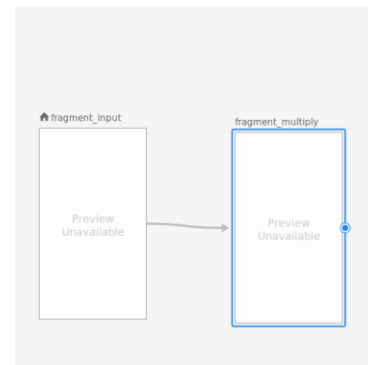 fragment_input
fragment_multiply
Preview
Unavailable
Preview
Unavailable